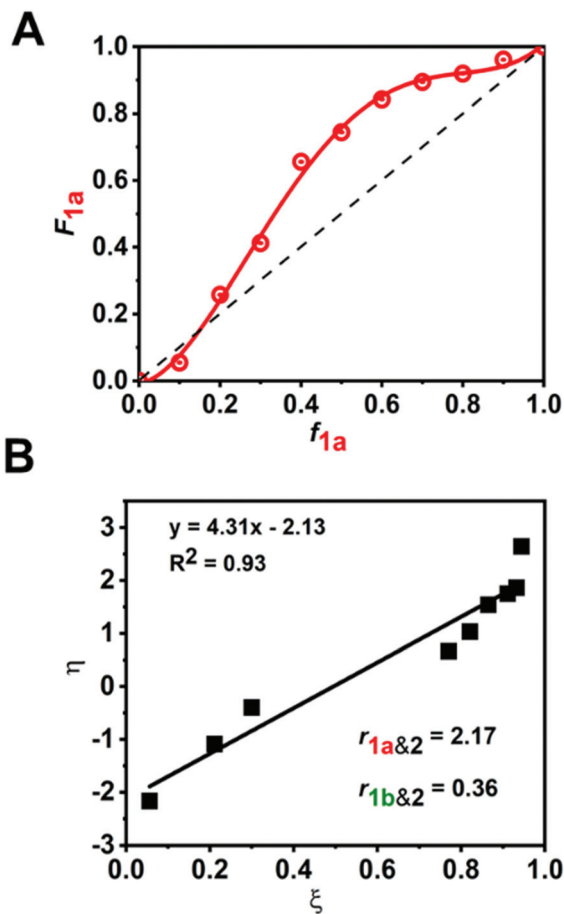 A
1.0
0.8
0.6
0.4
0.2
0.0
F1a
0.0 0.2 0.4 0.6 0.8 1.0
f1a
B
y = 4.31x - 2.13
R2 = 0.93
3
2
1
0
-1
-2
-3
η
r1a&2 = 2.17
r1b&2 = 0.36
0.0 0.2 0.4 0.6 0.8 1.0
ξ